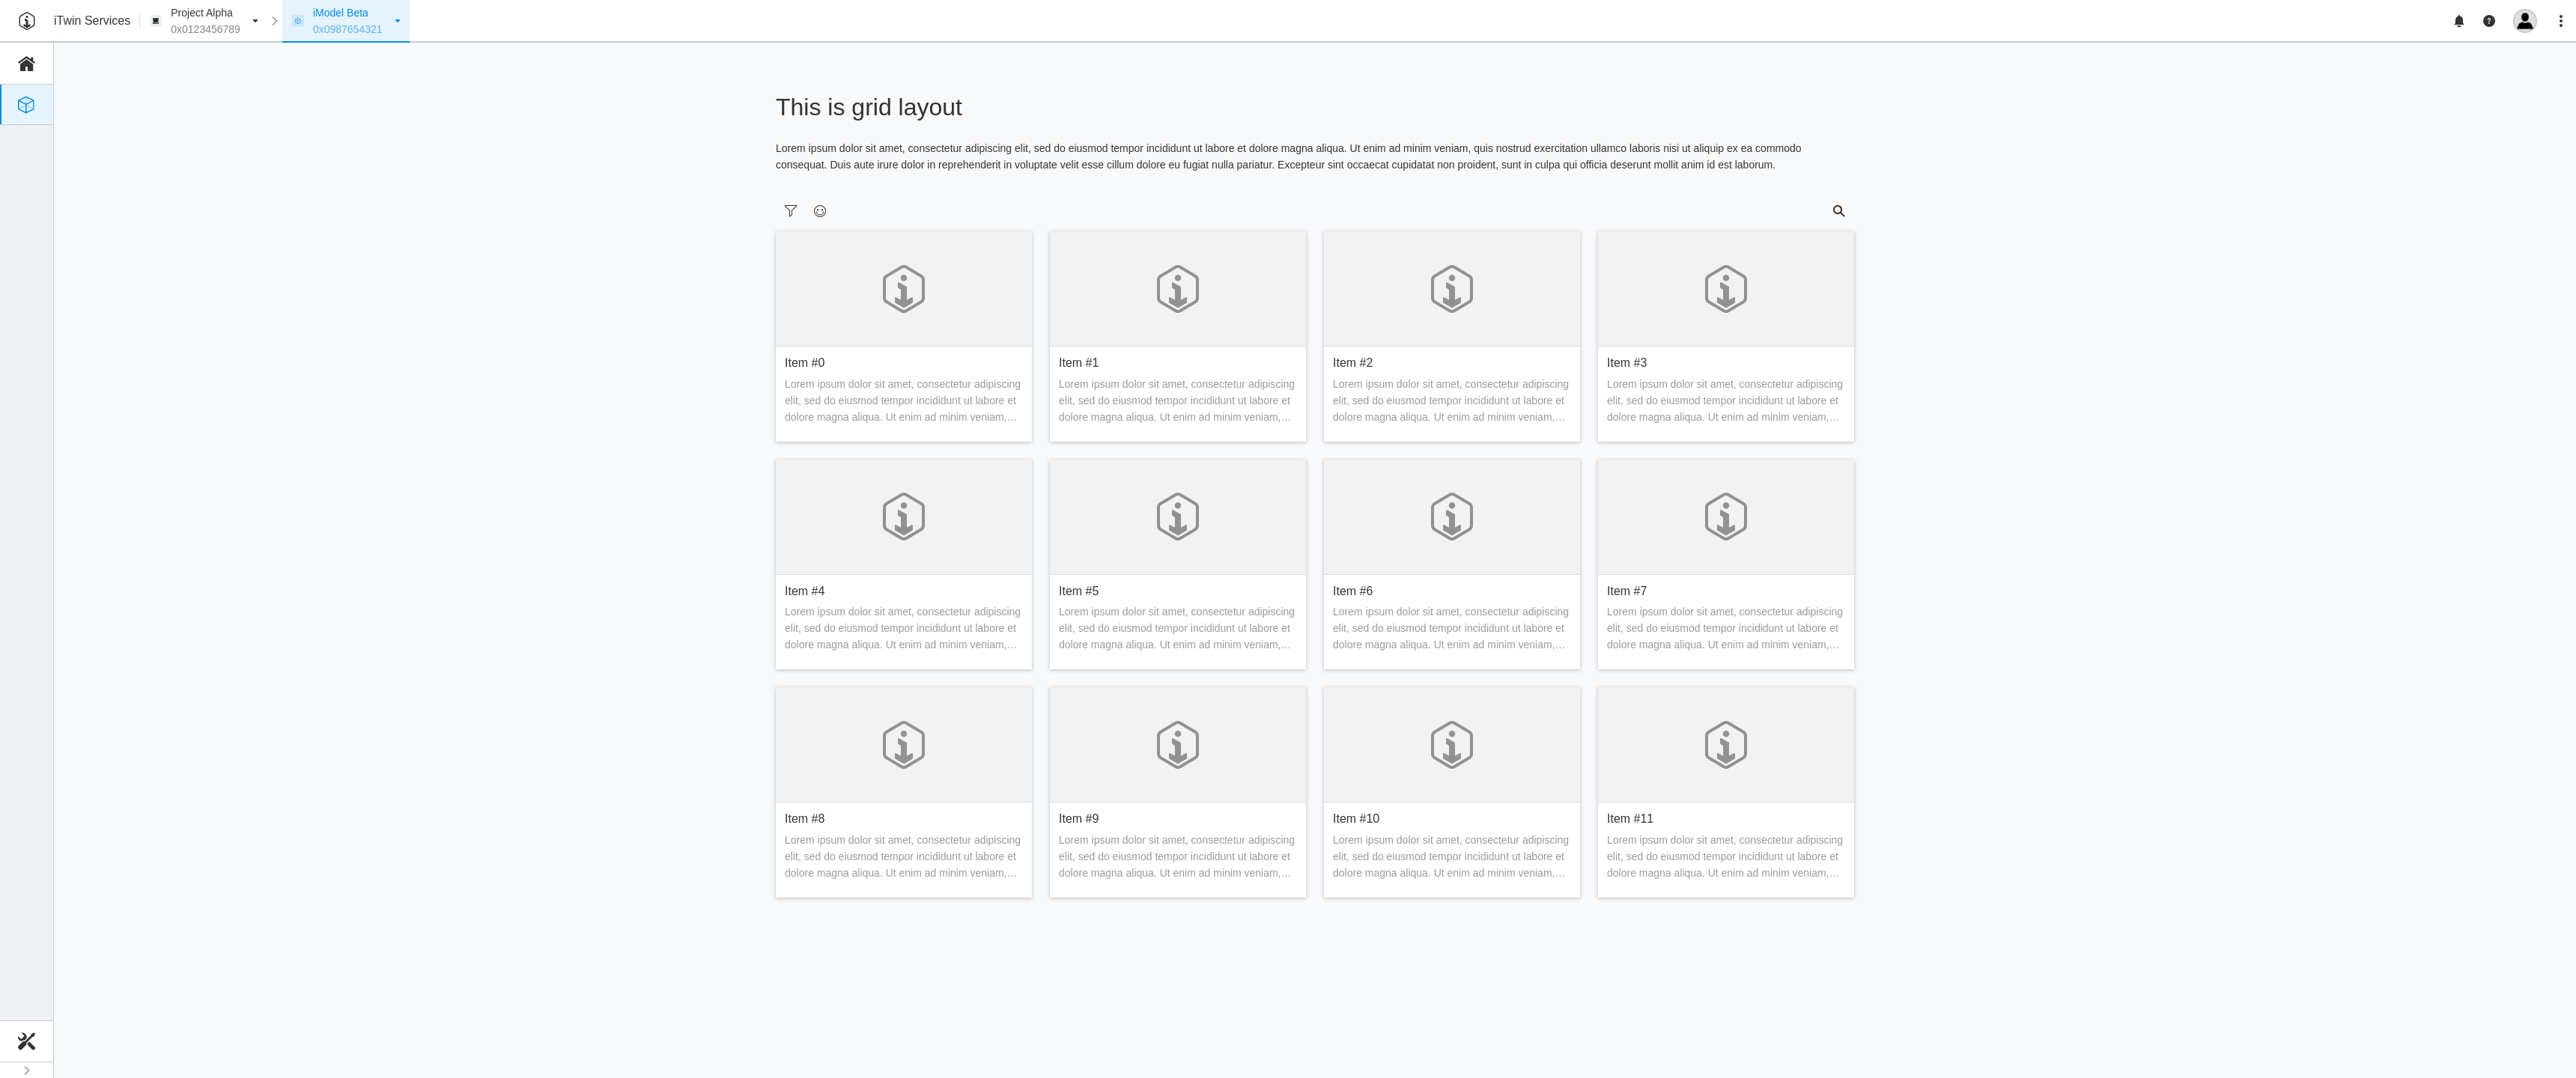 iTwin Services
Project Alpha
0x0123456789
iModel Beta
0x0987654321
This is grid layout
Lorem ipsum dolor sit amet, consectetur adipiscing elit, sed do eiusmod tempor incididunt ut labore et dolore magna aliqua. Ut enim ad minim veniam, quis nostrud exercitation ullamco laboris nisi ut aliquip ex ea commodo
consequat. Duis aute irure dolor in reprehenderit in voluptate velit esse cillum dolore eu fugiat nulla pariatur. Excepteur sint occaecat cupidatat non proident, sunt in culpa qui officia deserunt mollit anim id est laborum.
Item #0
Lorem ipsum dolor sit amet, consectetur adipiscing
elit, sed do eiusmod tempor incididunt ut labore et
dolore magna aliqua. Ut enim ad minim veniam,…
Item #1
Lorem ipsum dolor sit amet, consectetur adipiscing
elit, sed do eiusmod tempor incididunt ut labore et
dolore magna aliqua. Ut enim ad minim veniam,…
Item #2
Lorem ipsum dolor sit amet, consectetur adipiscing
elit, sed do eiusmod tempor incididunt ut labore et
dolore magna aliqua. Ut enim ad minim veniam,…
Item #3
Lorem ipsum dolor sit amet, consectetur adipiscing
elit, sed do eiusmod tempor incididunt ut labore et
dolore magna aliqua. Ut enim ad minim veniam,…
Item #4
Lorem ipsum dolor sit amet, consectetur adipiscing
elit, sed do eiusmod tempor incididunt ut labore et
dolore magna aliqua. Ut enim ad minim veniam,…
Item #5
Lorem ipsum dolor sit amet, consectetur adipiscing
elit, sed do eiusmod tempor incididunt ut labore et
dolore magna aliqua. Ut enim ad minim veniam,…
Item #6
Lorem ipsum dolor sit amet, consectetur adipiscing
elit, sed do eiusmod tempor incididunt ut labore et
dolore magna aliqua. Ut enim ad minim veniam,…
Item #7
Lorem ipsum dolor sit amet, consectetur adipiscing
elit, sed do eiusmod tempor incididunt ut labore et
dolore magna aliqua. Ut enim ad minim veniam,…
Item #8
Lorem ipsum dolor sit amet, consectetur adipiscing
elit, sed do eiusmod tempor incididunt ut labore et
dolore magna aliqua. Ut enim ad minim veniam,…
Item #9
Lorem ipsum dolor sit amet, consectetur adipiscing
elit, sed do eiusmod tempor incididunt ut labore et
dolore magna aliqua. Ut enim ad minim veniam,…
Item #10
Lorem ipsum dolor sit amet, consectetur adipiscing
elit, sed do eiusmod tempor incididunt ut labore et
dolore magna aliqua. Ut enim ad minim veniam,…
Item #11
Lorem ipsum dolor sit amet, consectetur adipiscing
elit, sed do eiusmod tempor incididunt ut labore et
dolore magna aliqua. Ut enim ad minim veniam,…